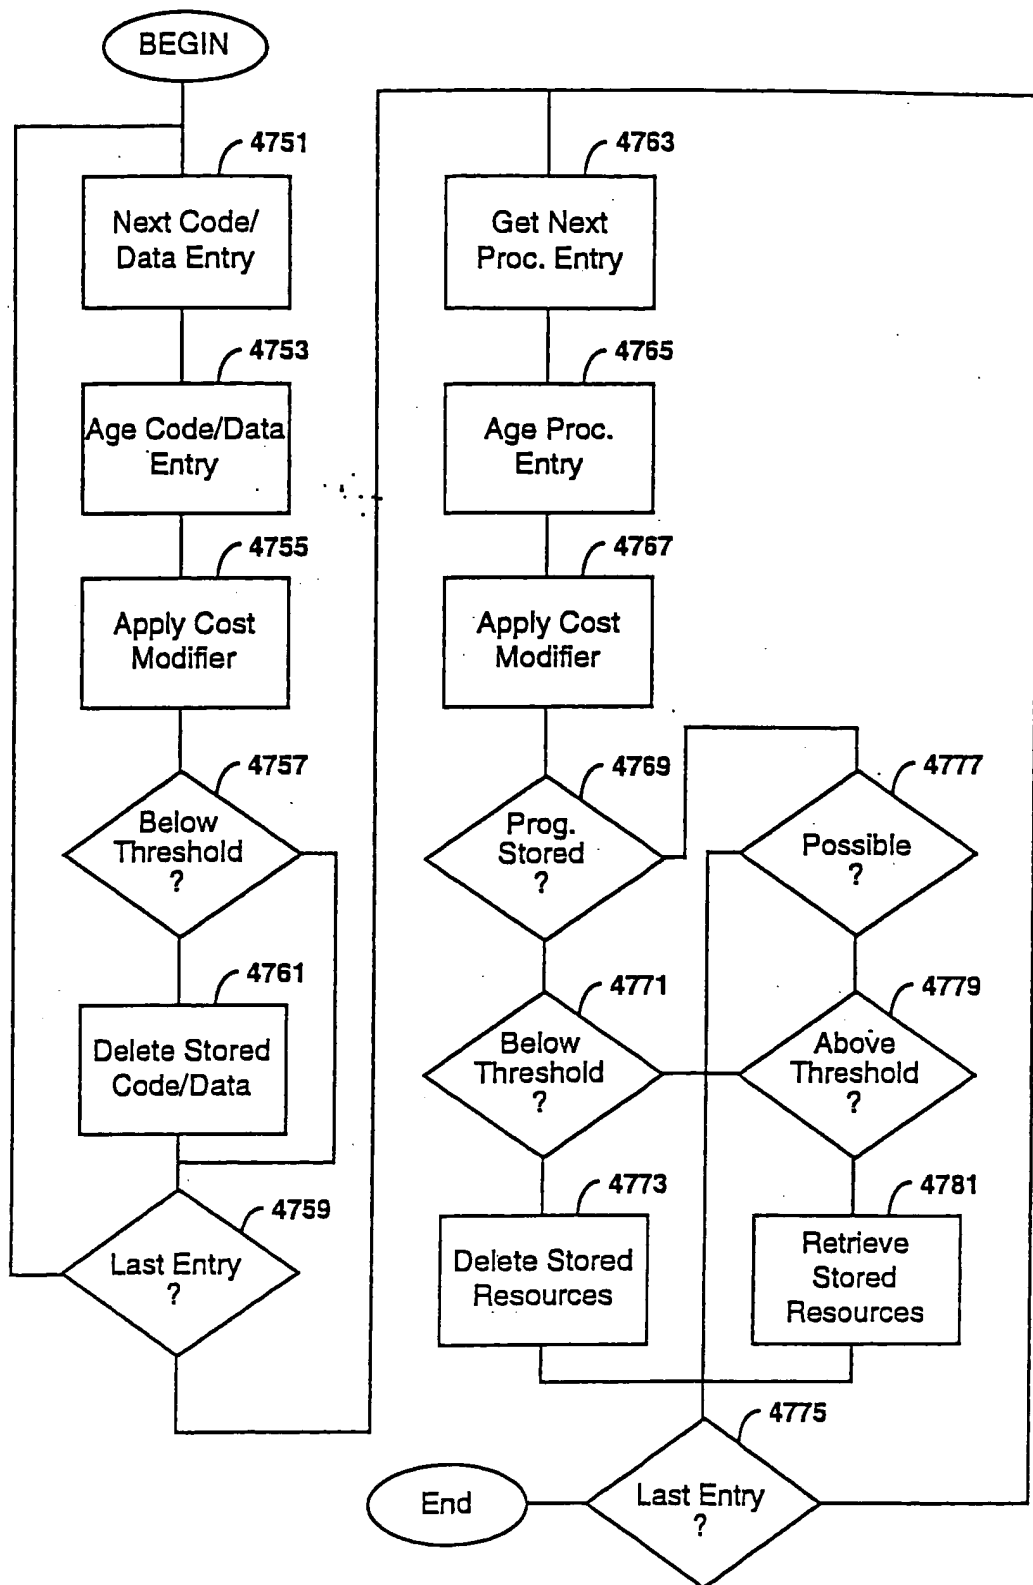 BEGIN
4751
Next Code/
Data Entry
4753
Age Code/Data
Entry
4755
Apply Cost
Modifier
4757
Below
Threshold
?
4761
Delete Stored
Code/Data
4759
Last Entry
?
4763
Get Next
Proc. Entry
4765
Age Proc.
Entry
4767
Apply Cost
Modifier
4769
Prog.
Stored
?
4777
Possible
?
4771
Below
Threshold
?
4779
Above
Threshold
?
4773
Delete Stored
Resources
4781
Retrieve
Stored
Resources
4775
Last Entry
?
End